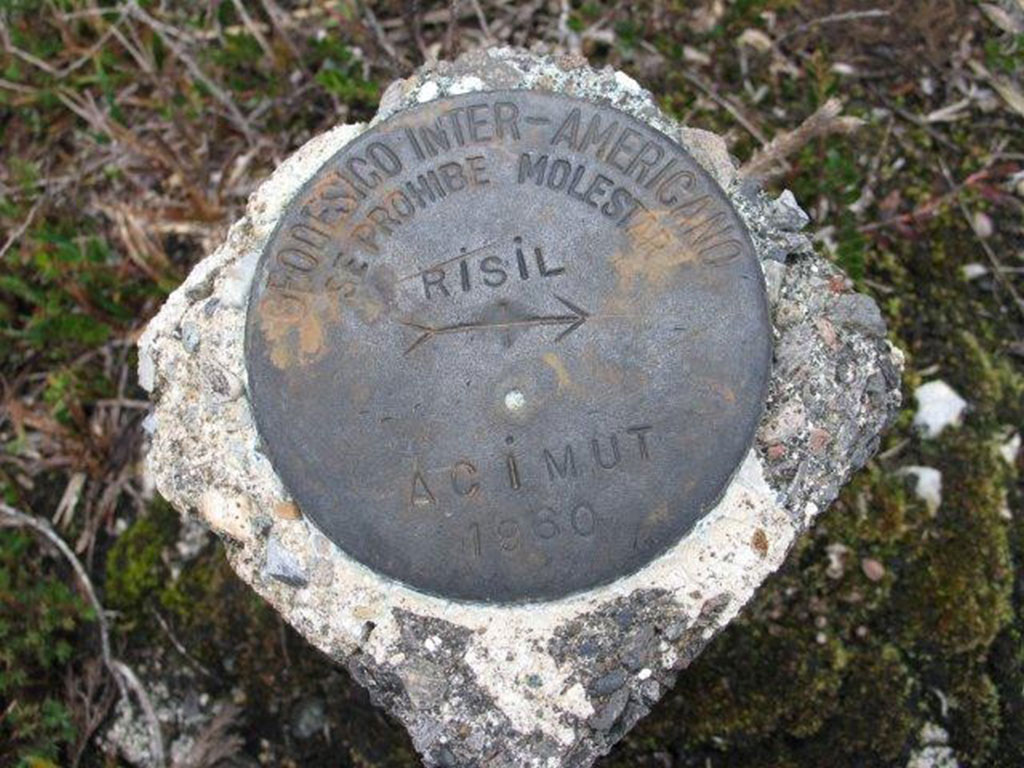 GEODESICO INTER-AMERICANO
SE PROHIBE MOLESTAR
RiSiL
ACiMUT
1960